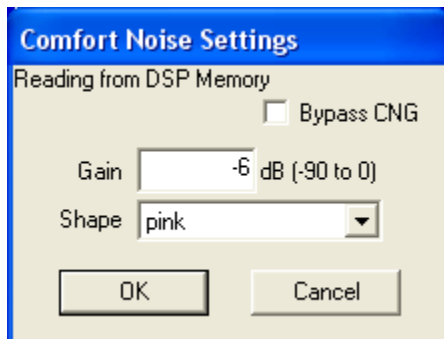 Comfort Noise Settings
Reading from DSP Memory
Bypass CNG
Gain -6 dB (-90 to 0)
Shape pink
OK Cancel